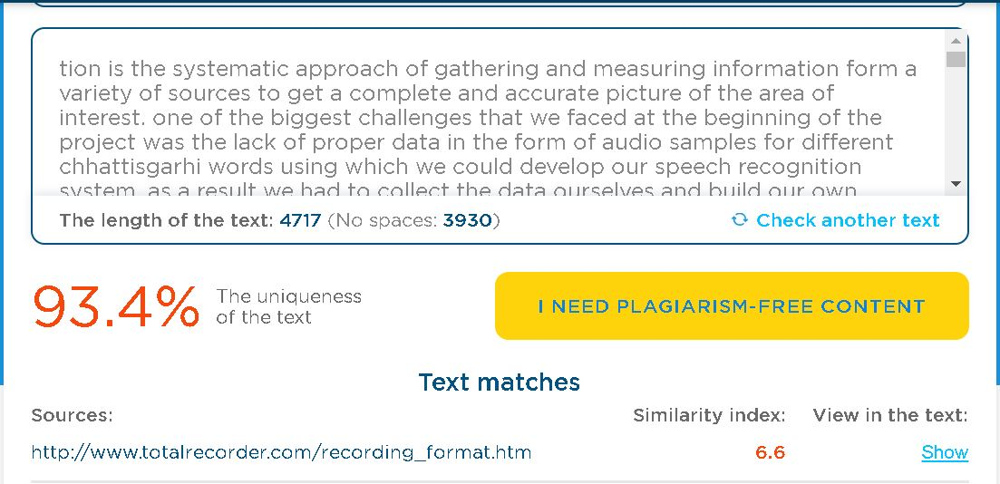 tion is the systematic approach of gathering and measuring information form a
variety of sources to get a complete and accurate picture of the area of
interest. one of the biggest challenges that we faced at the beginning of the
project was the lack of proper data in the form of audio samples for different
chhattisgarhi words using which we could develop our speech recognition
system. as a result we had to collect the data ourselves and build our own
The length of the text: 4717 (No spaces: 3930)
Check another text
93.4%
The uniqueness
of the text
I NEED PLAGIARISM-FREE CONTENT
Text matches
Sources: Similarity index: View in the text:
http://www.totalrecorder.com/recording_format.htm 6.6 Show